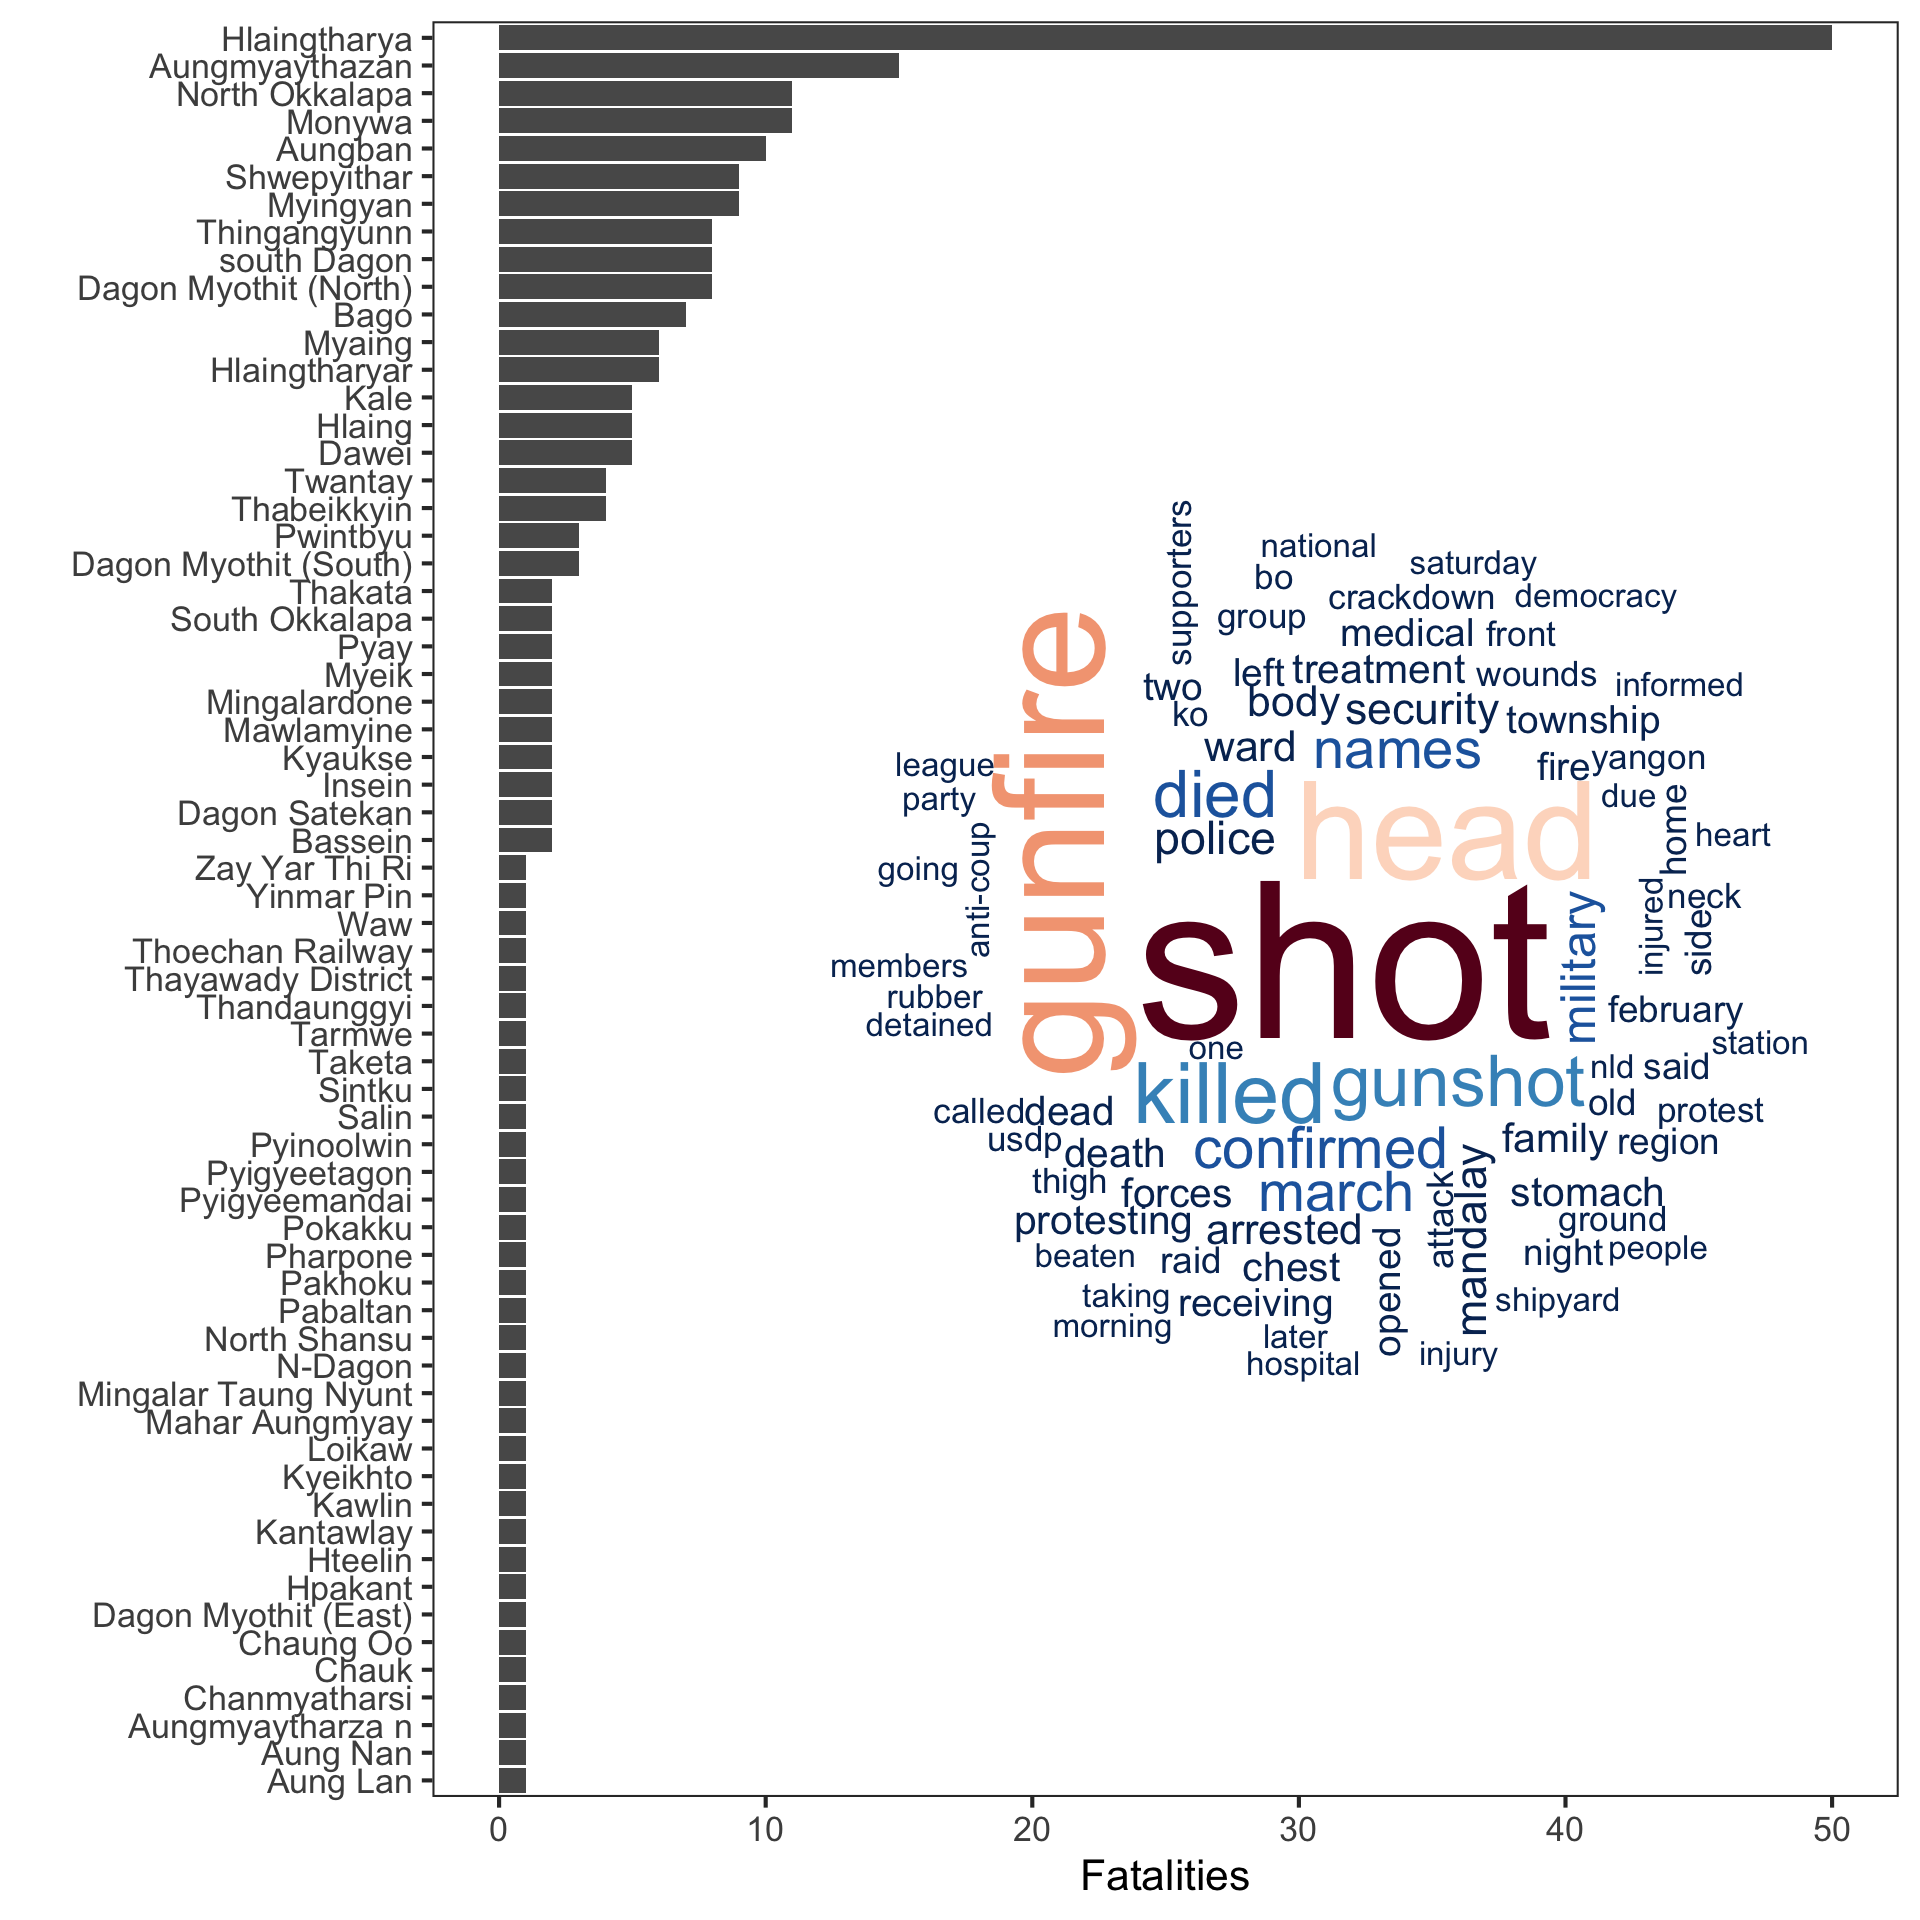 Hlaingtharya
Aungmyaythazan
North Okkalapa
Monywa
Aungban
Shwepyithar
Myingyan
Thingangyunn
south Dagon
Dagon Myothit (North)
Bago
Myaing
Hlaingtharyar
Kale
Hlaing
Dawei
Twantay
Thabeikkyin
Pwintbyu
Dagon Myothit (South)
Thakata
South Okkalapa
Pyay
Myeik
Mingalardone
Mawlamyine
Kyaukse
Insein
Dagon Satekan
Bassein
Zay Yar Thi Ri
Yinmar Pin
Waw
Thoechan Railway
Thayawady District
Thandaunggyi
Tarmwe
Taketa
Sintku
Salin
Pyinoolwin
Pyigyeetagon
Pyigyeemandai
Pokakku
Pharpone
Pakhoku
Pabaltan
North Shansu
N-Dagon
Mingalar Taung Nyunt
Mahar Aungmyay
Loikaw
Kyeikhto
Kawlin
Kantawlay
Hteelin
Hpakant
Dagon Myothit (East)
Chaung Oo
Chauk
Chanmyatharsi
Aungmyaytharza n
Aung Nan
Aung Lan
supporters
national
saturday
bo
crackdown
democracy
group
medical
front
left
treatment
wounds
informed
two
body
security
township
ko
ward
names
fire
yangon
league
party
gunfire
died
police
head
due
home
heart
going
anti-coup
shot
military
injured
neck
side
members
rubber
detained
february
station
one
killed
gunshot
nld
said
old
protest
called
dead
usdp
death
confirmed
family
region
thigh
forces
march
attack
mandalay
stomach
ground
protesting
arrested
opened
night
people
beaten
raid
chest
taking
receiving
shipyard
morning
later
hospital
injury
0 10 20 30 40 50
Fatalities